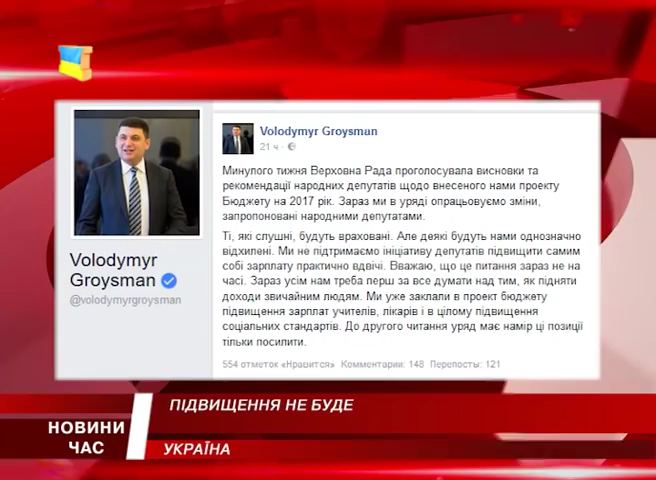 Volodymyr
Groysman
@volodymyrgroysman
Volodymyr Groysman
21 ч ·
Минулого тижня Верховна Рада проголосувала висновки та
рекомендації народних депутатів щодо внесеного нами проекту
Бюджету на 2017 рік. Зараз ми в уряді опрацьовуємо зміни,
запропоновані народними депутатами.
Ті, які слушні, будуть враховані. Але деякі будуть нами однозначно
відхилені. Ми не підтримаємо ініціативу депутатів підвищити самим
собі зарплату практично вдвічі. Вважаю, що це питання зараз не на
часі. Зараз усім нам треба перш за все думати над тим, як підняти
доходи звичайним людям. Ми уже заклали в проект бюджету
підвищення зарплат учителів, лікарів і в цілому підвищення
соціальних стандартів. До другого читання уряд має намір ці позиції
тільки посилити.
554 отметок «Нравится» Комментарии: 148 Перепосты: 121
ПІДВИЩЕННЯ НЕ БУДЕ
НОВИНИ
ЧАС
УКРАЇНА